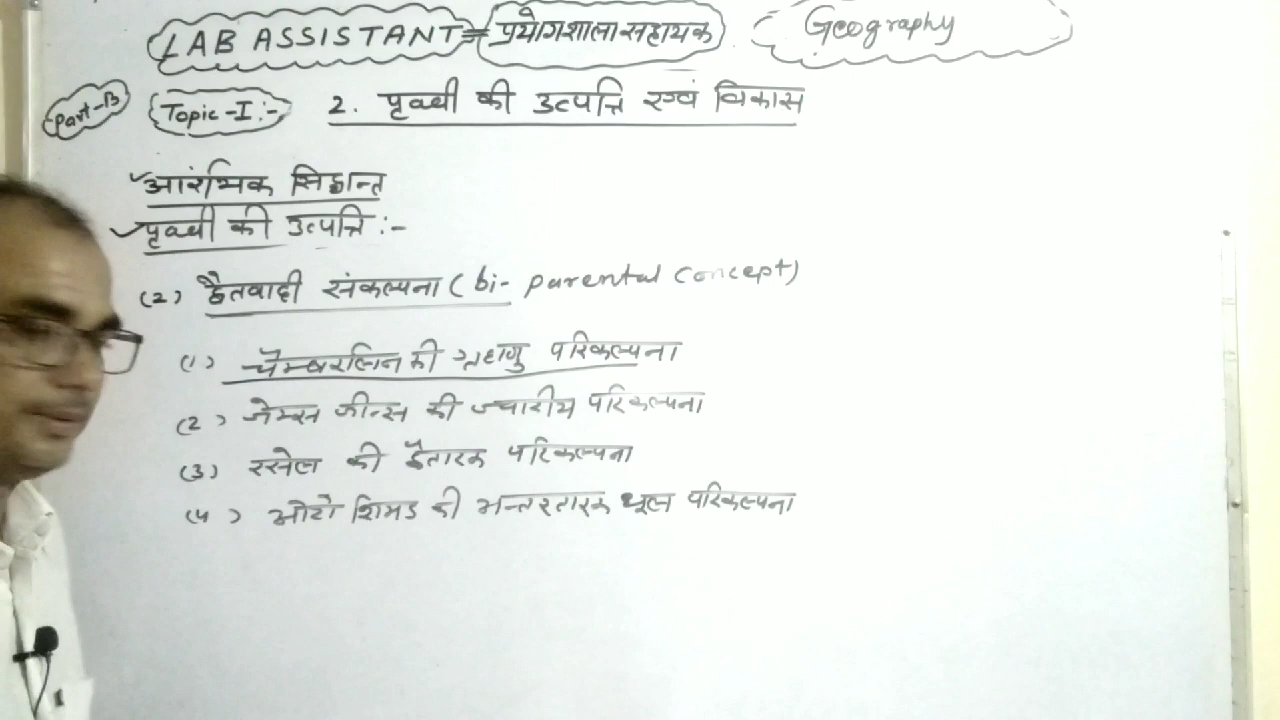 LAB ASSISTANT = प्रयोगशाला सहायक Geography
Part-B Topic-I:- 2. पृथ्वी की उत्पत्ति एवं विकास
आरंभिक सिद्धान्त
पृथ्वी की उत्पत्ति :-
(2) द्वैतवादी संकल्पना ( bi- parental concept)
(1) चैम्बरलिन की ग्रहाणु परिकल्पना
(2) जेम्स जीन्स की ज्वारीय परिकल्पना
(3) रसेल की द्वैतारक परिकल्पना
(4) ओटो शिमड की अन्तरतारक धूल परिकल्पना